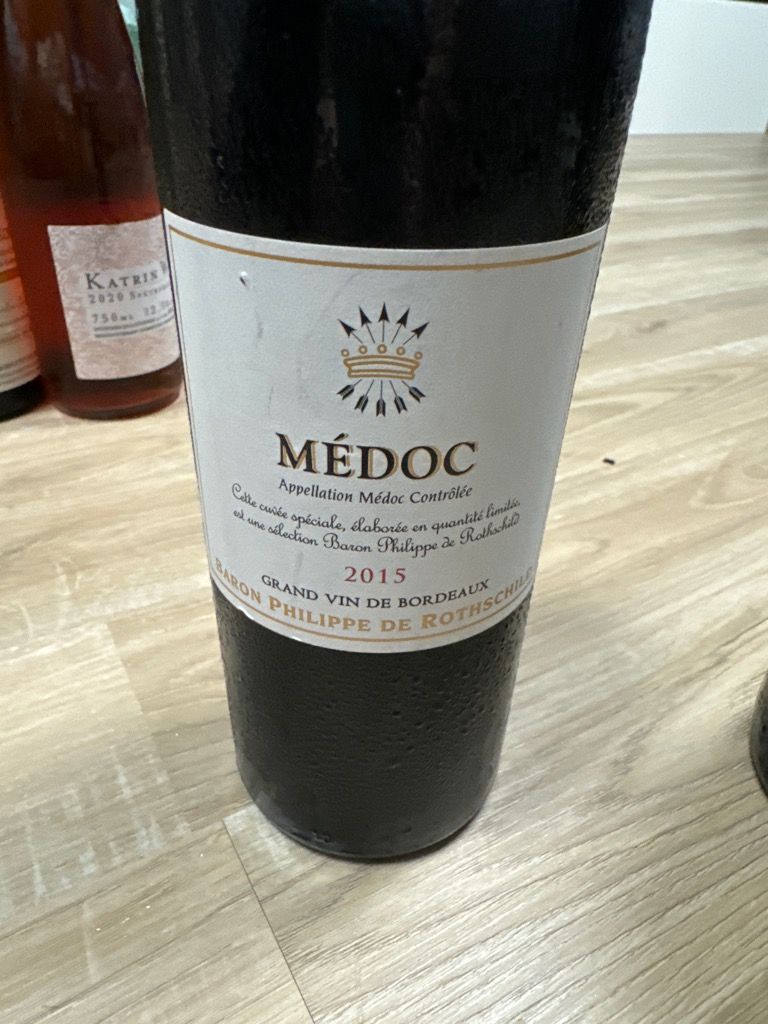 KATRIN
2020
750ML
MÉDOC
Appellation Médoc Contrôlée
Cette cuvée spéciale, élaborée en quantité limitée,
est une sélection Baron Philippe de Rothschild
2015
GRAND VIN DE BORDEAUX
BARON PHILIPPE DE ROTHSCHILD